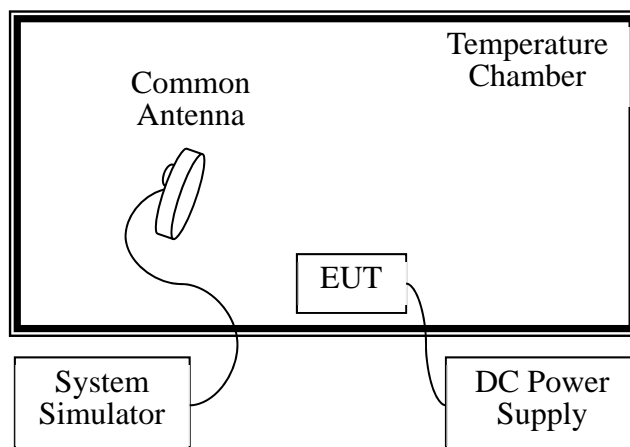 Temperature
Chamber
Common
Antenna
EUT
System
Simulator
DC Power
Supply